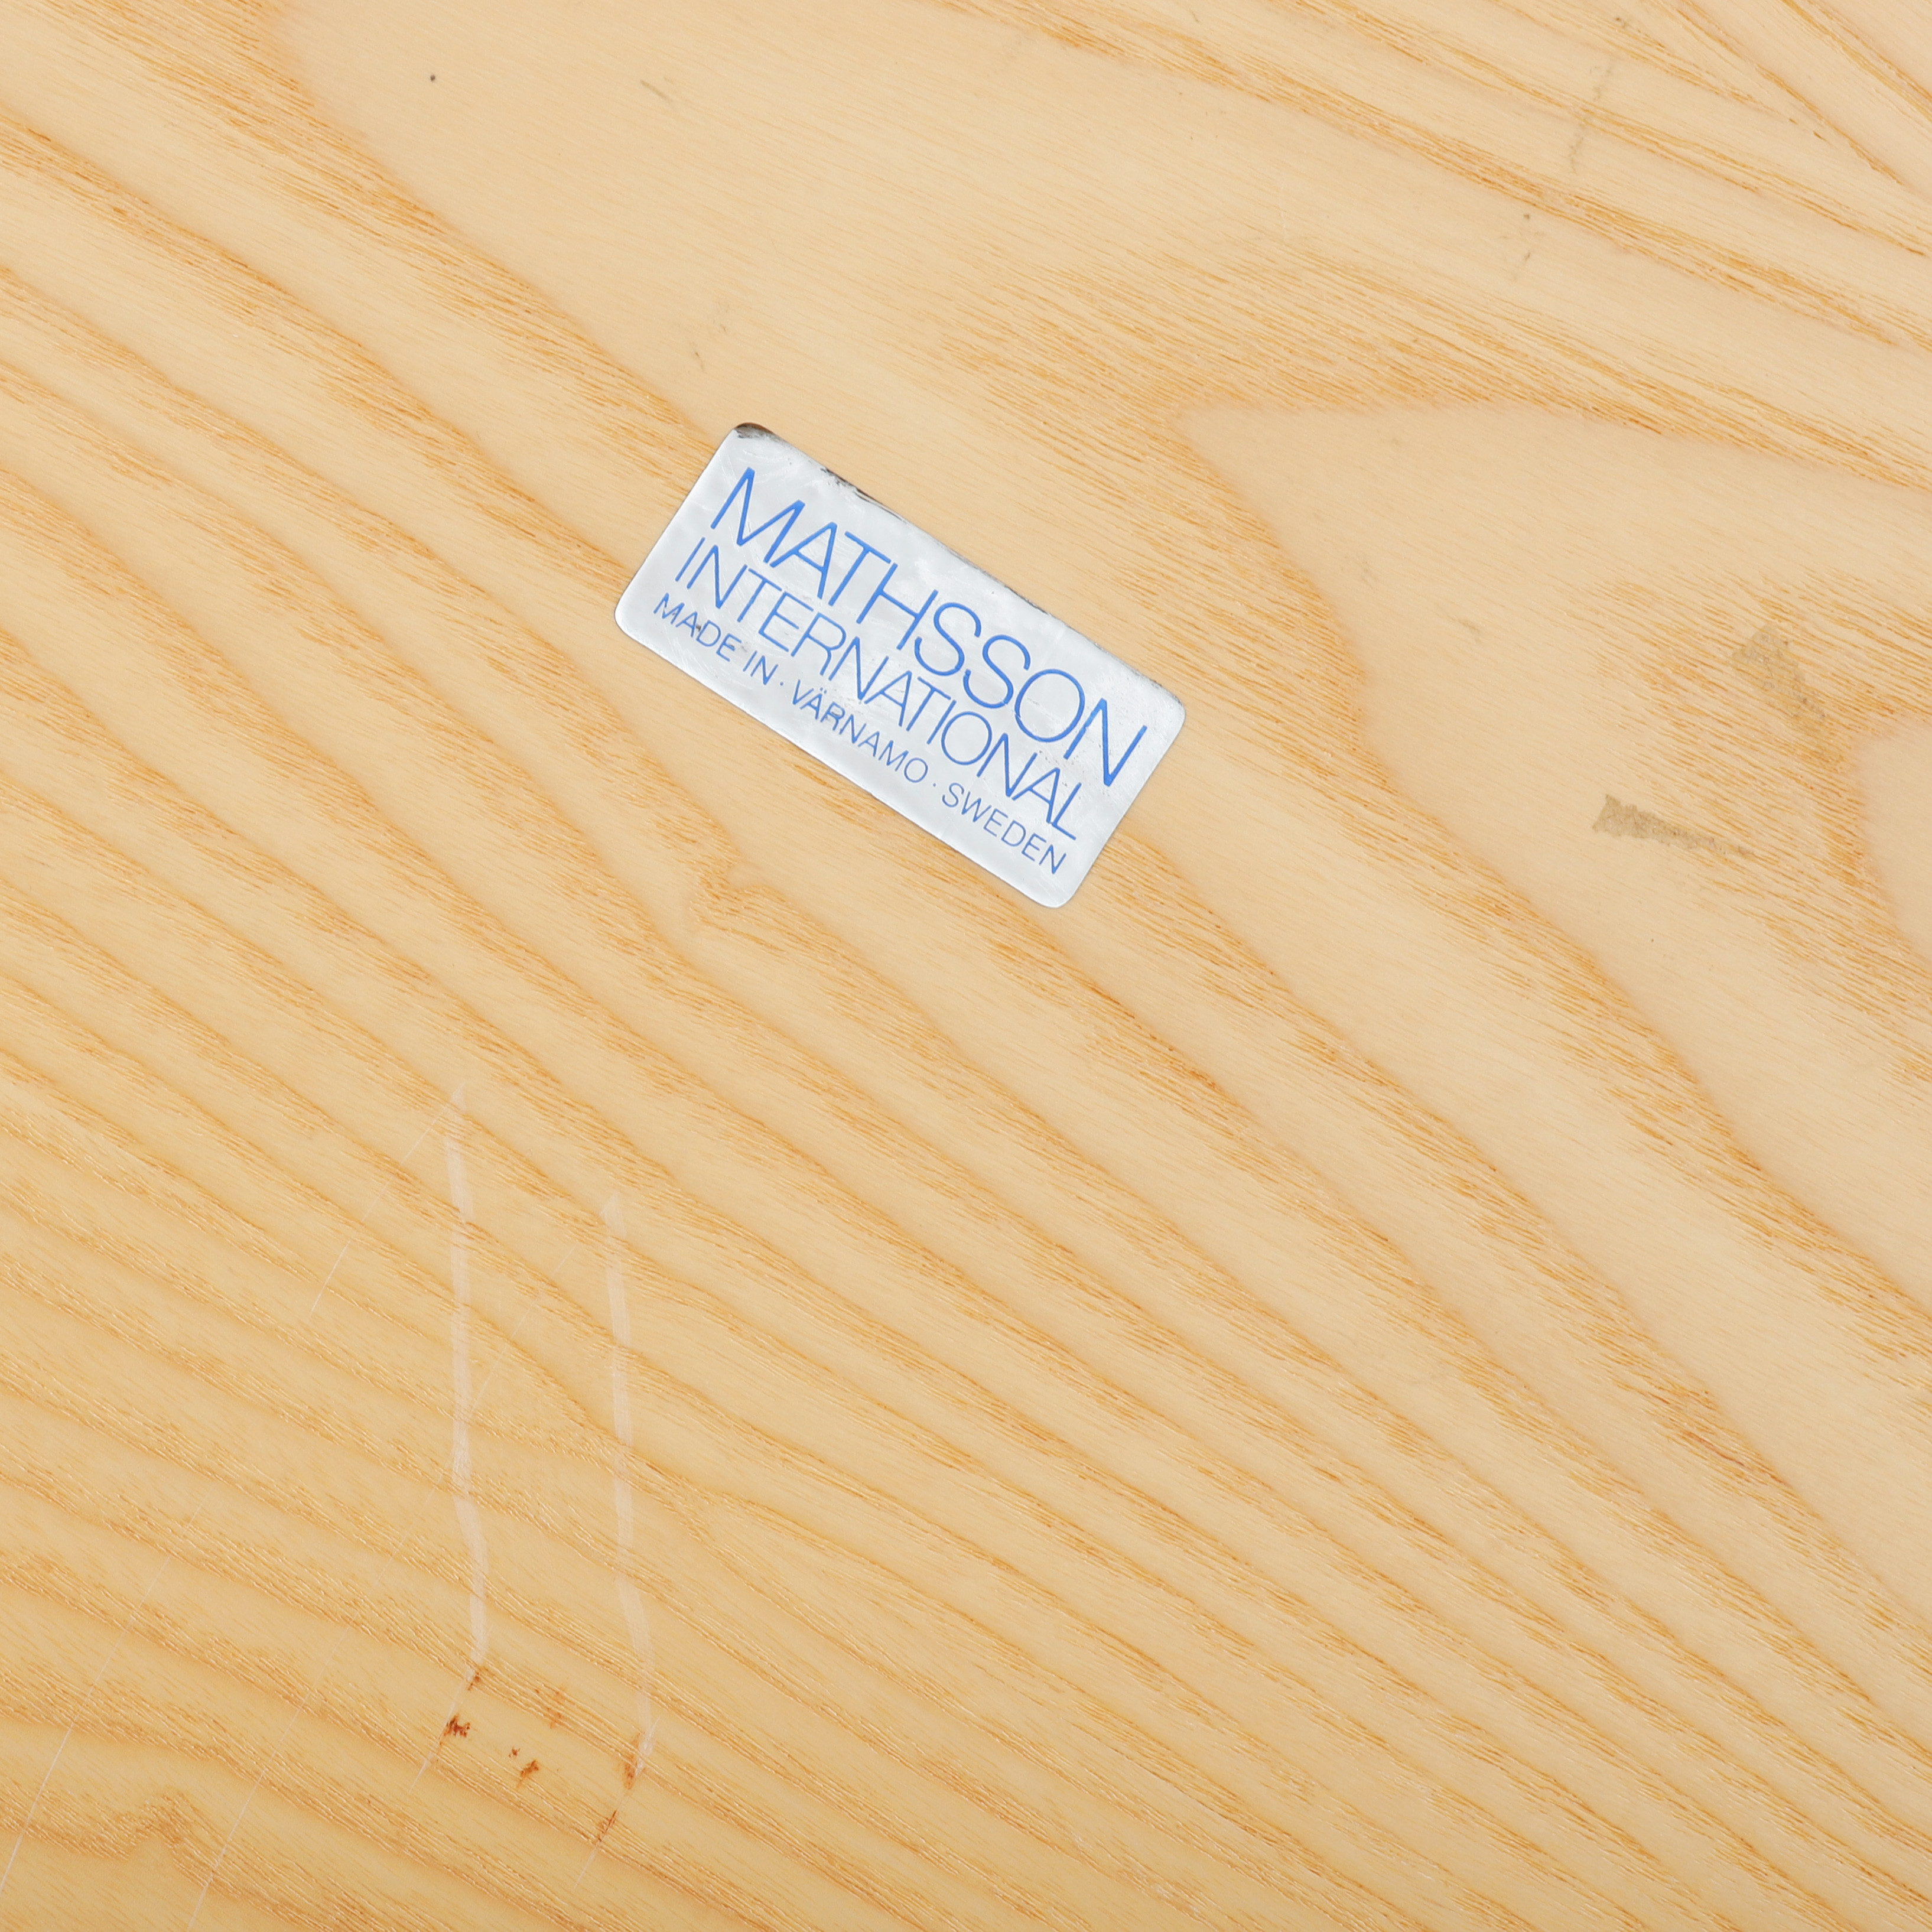 MATHSSON
INTERNATIONAL
MADE IN · VÄRNAMO · SWEDEN